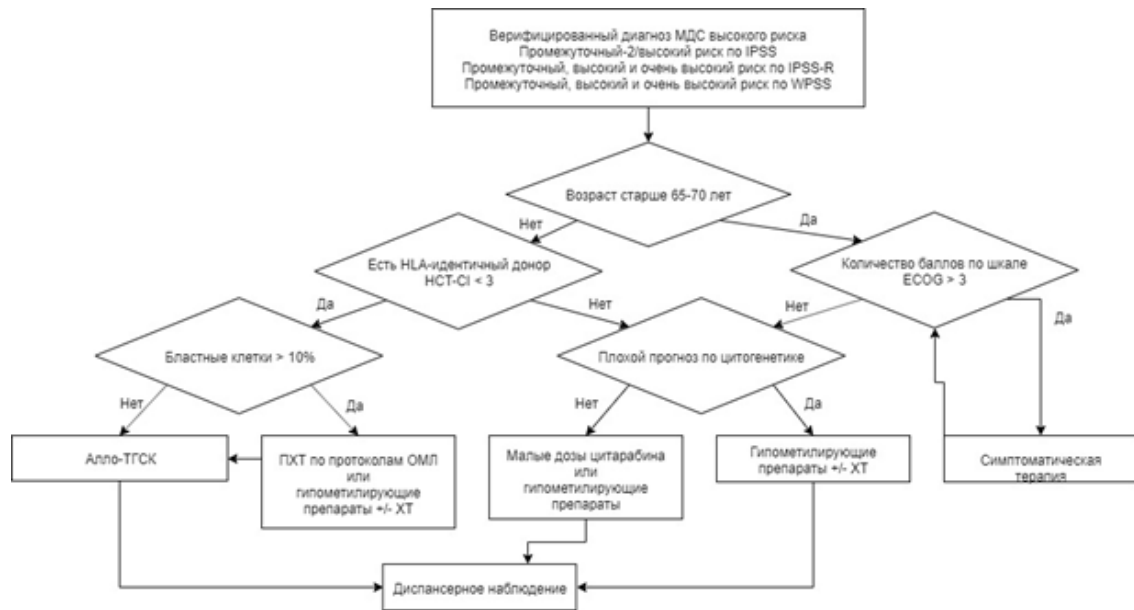 Верифицированный диагноз МДС высокого риска
Промежуточный-2/высокий риск по IPSS
Промежуточный, высокий и очень высокий риск по IPSS-R
Промежуточный, высокий и очень высокий риск по WPSS
Возраст старше 65-70 лет
Нет
Да
Есть HLA-идентичный донор
HCT-CI < 3
Количество баллов по шкале
ECOG > 3
Да
Нет
Нет
Да
Бластные клетки > 10%
Плохой прогноз по цитогенетике
Нет
Да
Нет
Да
Алло-ТГСК
ПХТ по протоколам ОМЛ
или
гипометилирующие
препараты +/- ХТ
Малые дозы цитарабина
или
гипометилирующие
препараты
Гипометилирующие
препараты +/- ХТ
Симптоматическая
терапия
Диспансерное наблюдение